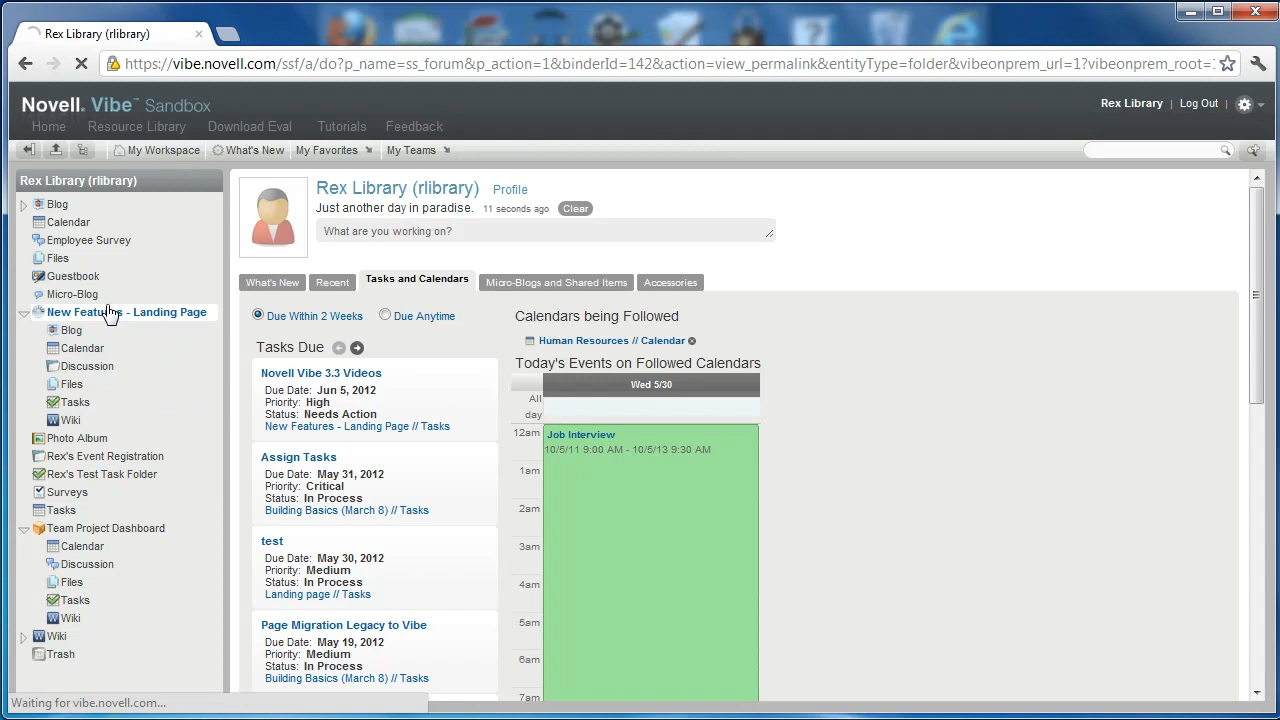 Rex Library (rlibrary)
https://vibe.novell.com/ssf/a/do?p_name=ss_forum&p_action=1&binderId=142&action=view_permalink&entityType=folder&vibeonprem_url=1?vibeonprem_root=
Novell Vibe Sandbox
Rex Library | Log Out |
Home Resource Library Download Eval Tutorials Feedback
My Workspace What's New My Favorites My Teams
Rex Library (rlibrary)
Blog
Calendar
Employee Survey
Files
Guestbook
Micro-Blog
New Features - Landing Page
Blog
Calendar
Discussion
Files
Tasks
Wiki
Photo Album
Rex's Event Registration
Rex's Test Task Folder
Surveys
Tasks
Team Project Dashboard
Calendar
Discussion
Files
Tasks
Wiki
Wiki
Trash
Rex Library (rlibrary) Profile
Just another day in paradise. 11 seconds ago Clear
What are you working on?
What's New Recent Tasks and Calendars Micro-Blogs and Shared Items Accessories
Due Within 2 Weeks Due Anytime
Tasks Due
Novell Vibe 3.3 Videos
Due Date: Jun 5, 2012
Priority: High
Status: Needs Action
New Features - Landing Page // Tasks
Assign Tasks
Due Date: May 31, 2012
Priority: Critical
Status: In Process
Building Basics (March 8) // Tasks
test
Due Date: May 30, 2012
Priority: Medium
Status: In Process
Landing page // Tasks
Page Migration Legacy to Vibe
Due Date: May 19, 2012
Priority: Medium
Status: In Process
Building Basics (March 8) // Tasks
Calendars being Followed
Human Resources // Calendar
Today's Events on Followed Calendars
Wed 5/30
All
day
12am
Job Interview
10/5/11 9:00 AM - 10/5/13 9:30 AM
1am
2am
3am
4am
5am
6am
7am
Waiting for vibe.novell.com...